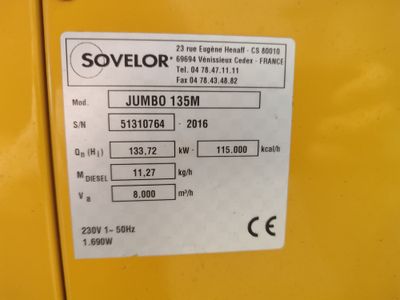 SOVELOR®
23 rue Eugène Henaff - CS 80010
69694 Vénissieux Cedex - FRANCE
Tel. 04 78.47.11.11
Fax 04 78.43.48.82
Mod. JUMBO 135M
S/N 51310764 - 2016
Qn (Hi) 133,72 kW - 115.000 kcal/h
M DIESEL 11,27 kg/h
Va 8.000 m³/h
230V 1~ 50Hz
1.690W
CE